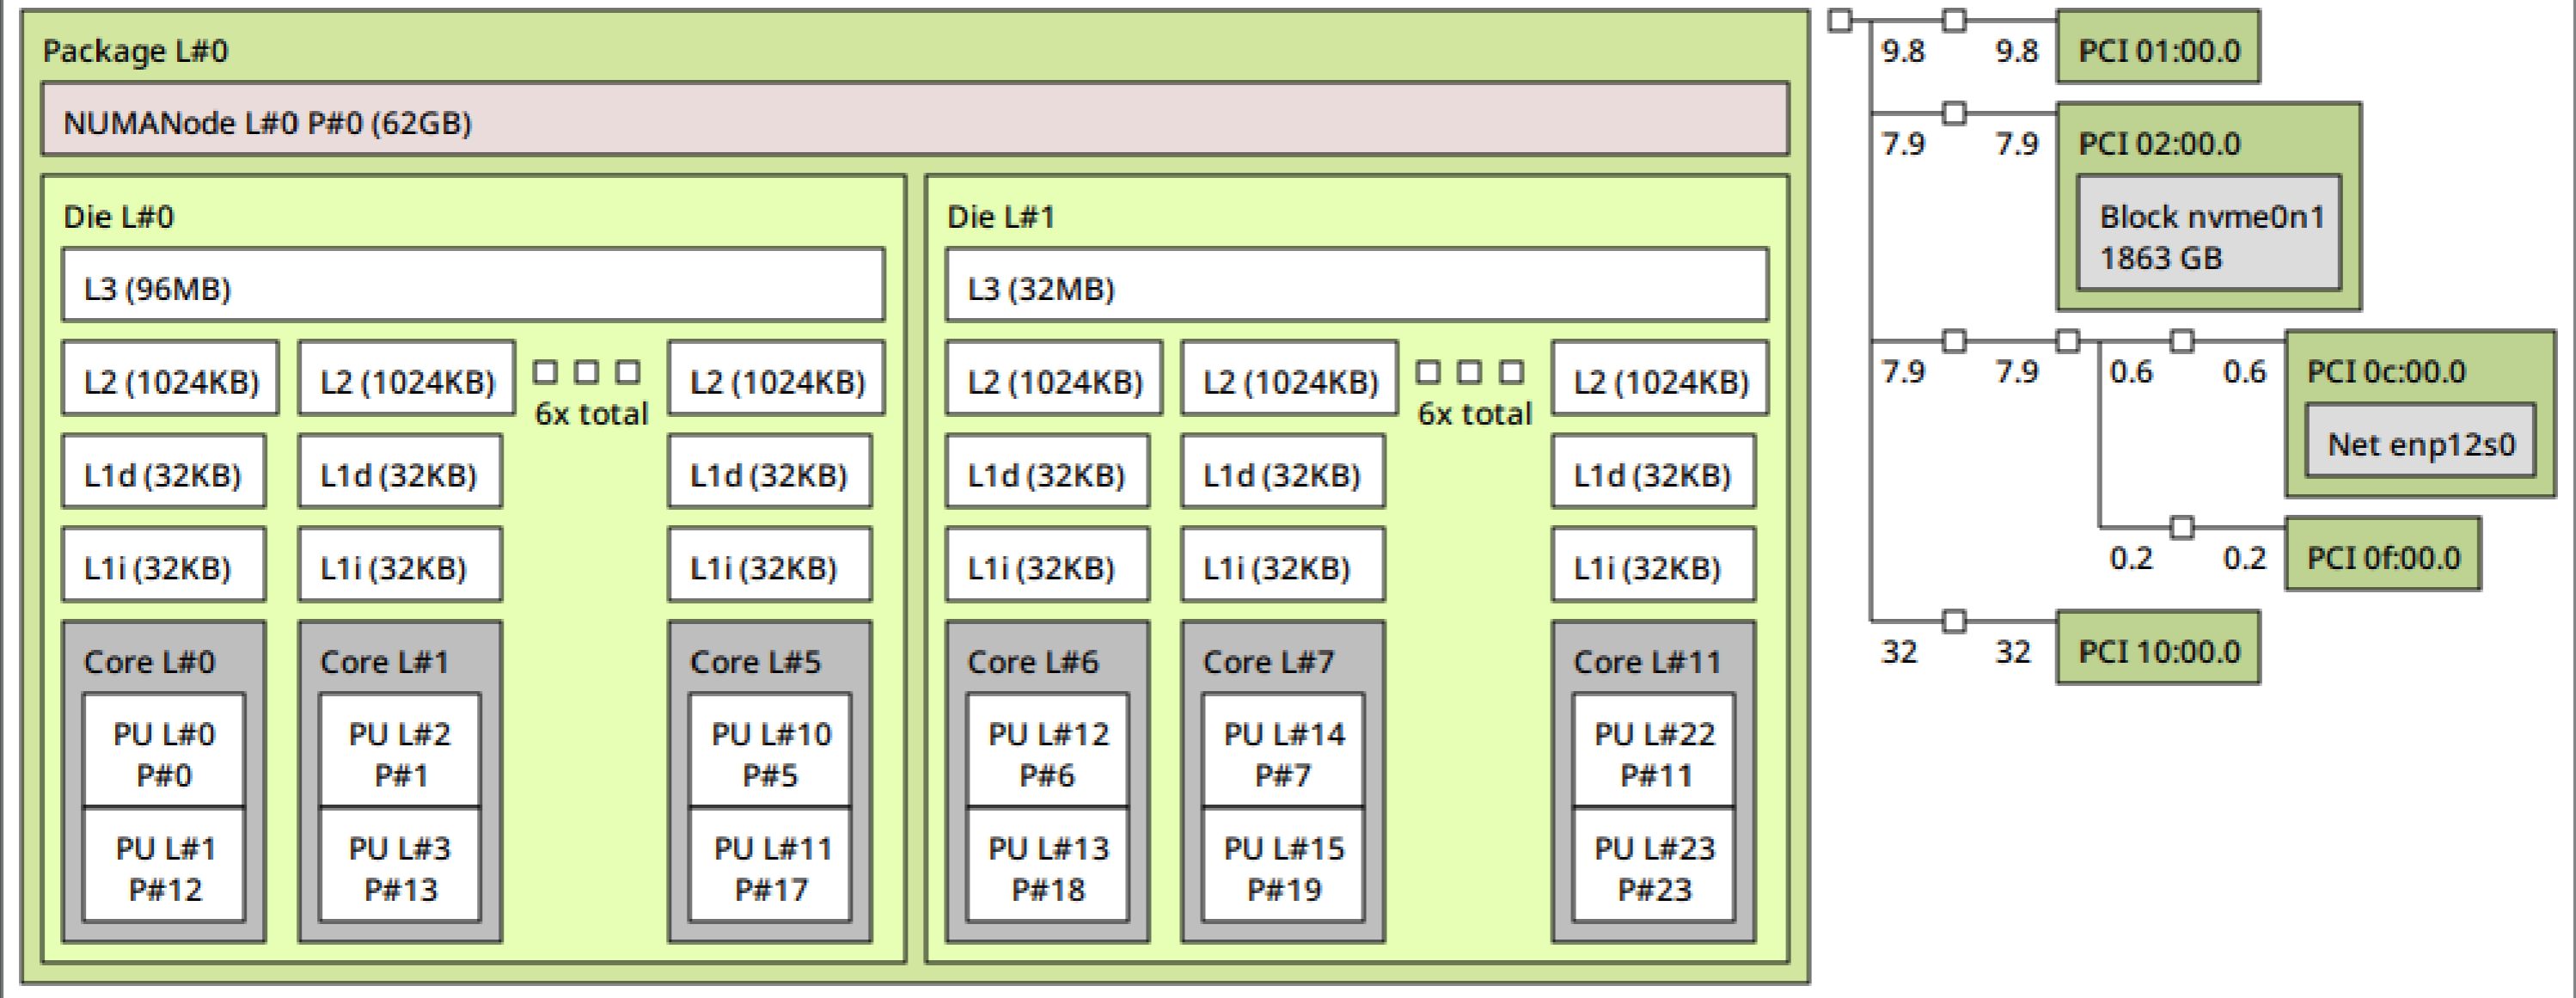 Package L#0
NUMANode L#0 P#0 (62GB)
Die L#0
L3 (96MB)
L2 (1024KB) L2 (1024KB) L2 (1024KB)
6x total
L1d (32KB) L1d (32KB) L1d (32KB)
L1i (32KB) L1i (32KB) L1i (32KB)
Core L#0 Core L#1 Core L#5
PU L#0 PU L#2 PU L#10
P#0 P#1 P#5
PU L#1 PU L#3 PU L#11
P#12 P#13 P#17
Die L#1
L3 (32MB)
L2 (1024KB) L2 (1024KB) L2 (1024KB)
6x total
L1d (32KB) L1d (32KB) L1d (32KB)
L1i (32KB) L1i (32KB) L1i (32KB)
Core L#6 Core L#7 Core L#11
PU L#12 PU L#14 PU L#22
P#6 P#7 P#11
PU L#13 PU L#15 PU L#23
P#18 P#19 P#23
9.8 9.8 PCI 01:00.0
7.9 7.9 PCI 02:00.0
Block nvme0n1
1863 GB
7.9 7.9 0.6 0.6 PCI 0c:00.0
Net enp12s0
0.2 0.2 PCI 0f:00.0
32 32 PCI 10:00.0